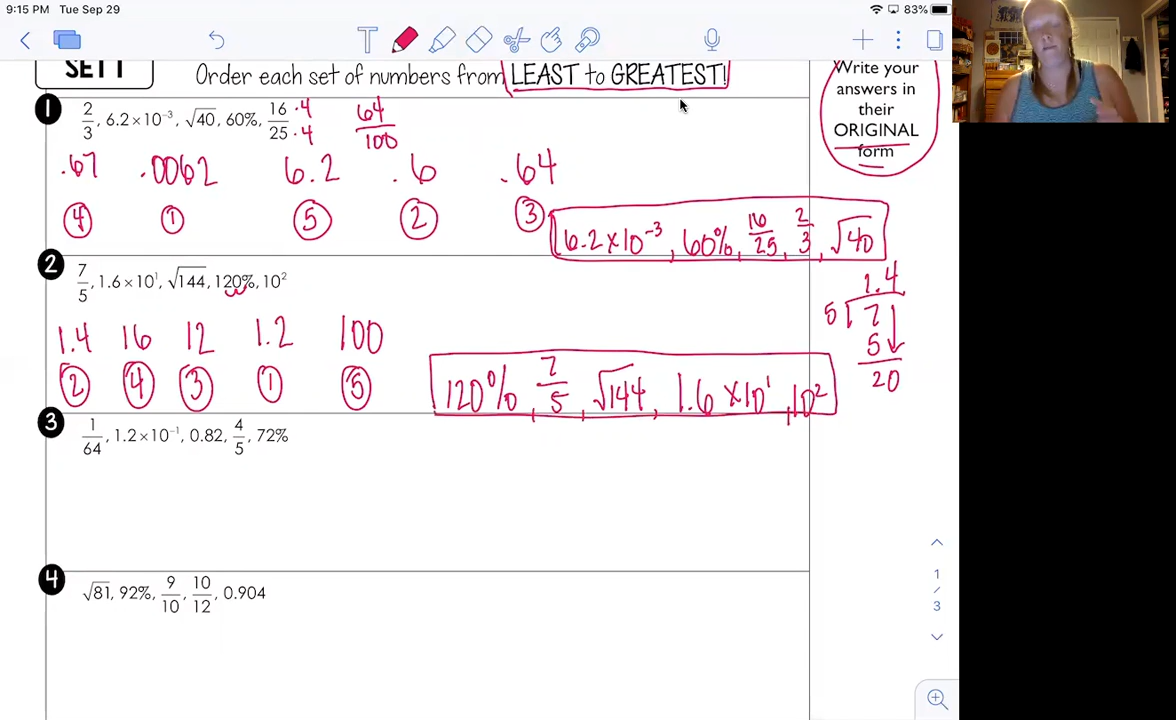 9:15 PM Tue Sep 29
83%
T
SET 1
Order each set of numbers from LEAST to GREATEST!
Write your
answers in
their
ORIGINAL
form
1
2/3, 6.2×10⁻³, √40, 60%, 16/25 ·4/·4 64/100
.67 .0062 6.2 .6 .64
④ ① ⑤ ② ③
6.2×10⁻³, 60%, 16/25, 2/3, √40
2
7/5, 1.6×10¹, √144, 120%, 10²
1.4 16 12 1.2 100
② ④ ③ ① ⑤
120%, 7/5, √144, 1.6×10¹, 10²
1.4
5 7
5
20
3
1/64, 1.2×10⁻¹, 0.82, 4/5, 72%
4
√81, 92%, 9/10, 10/12, 0.904
1
/
3